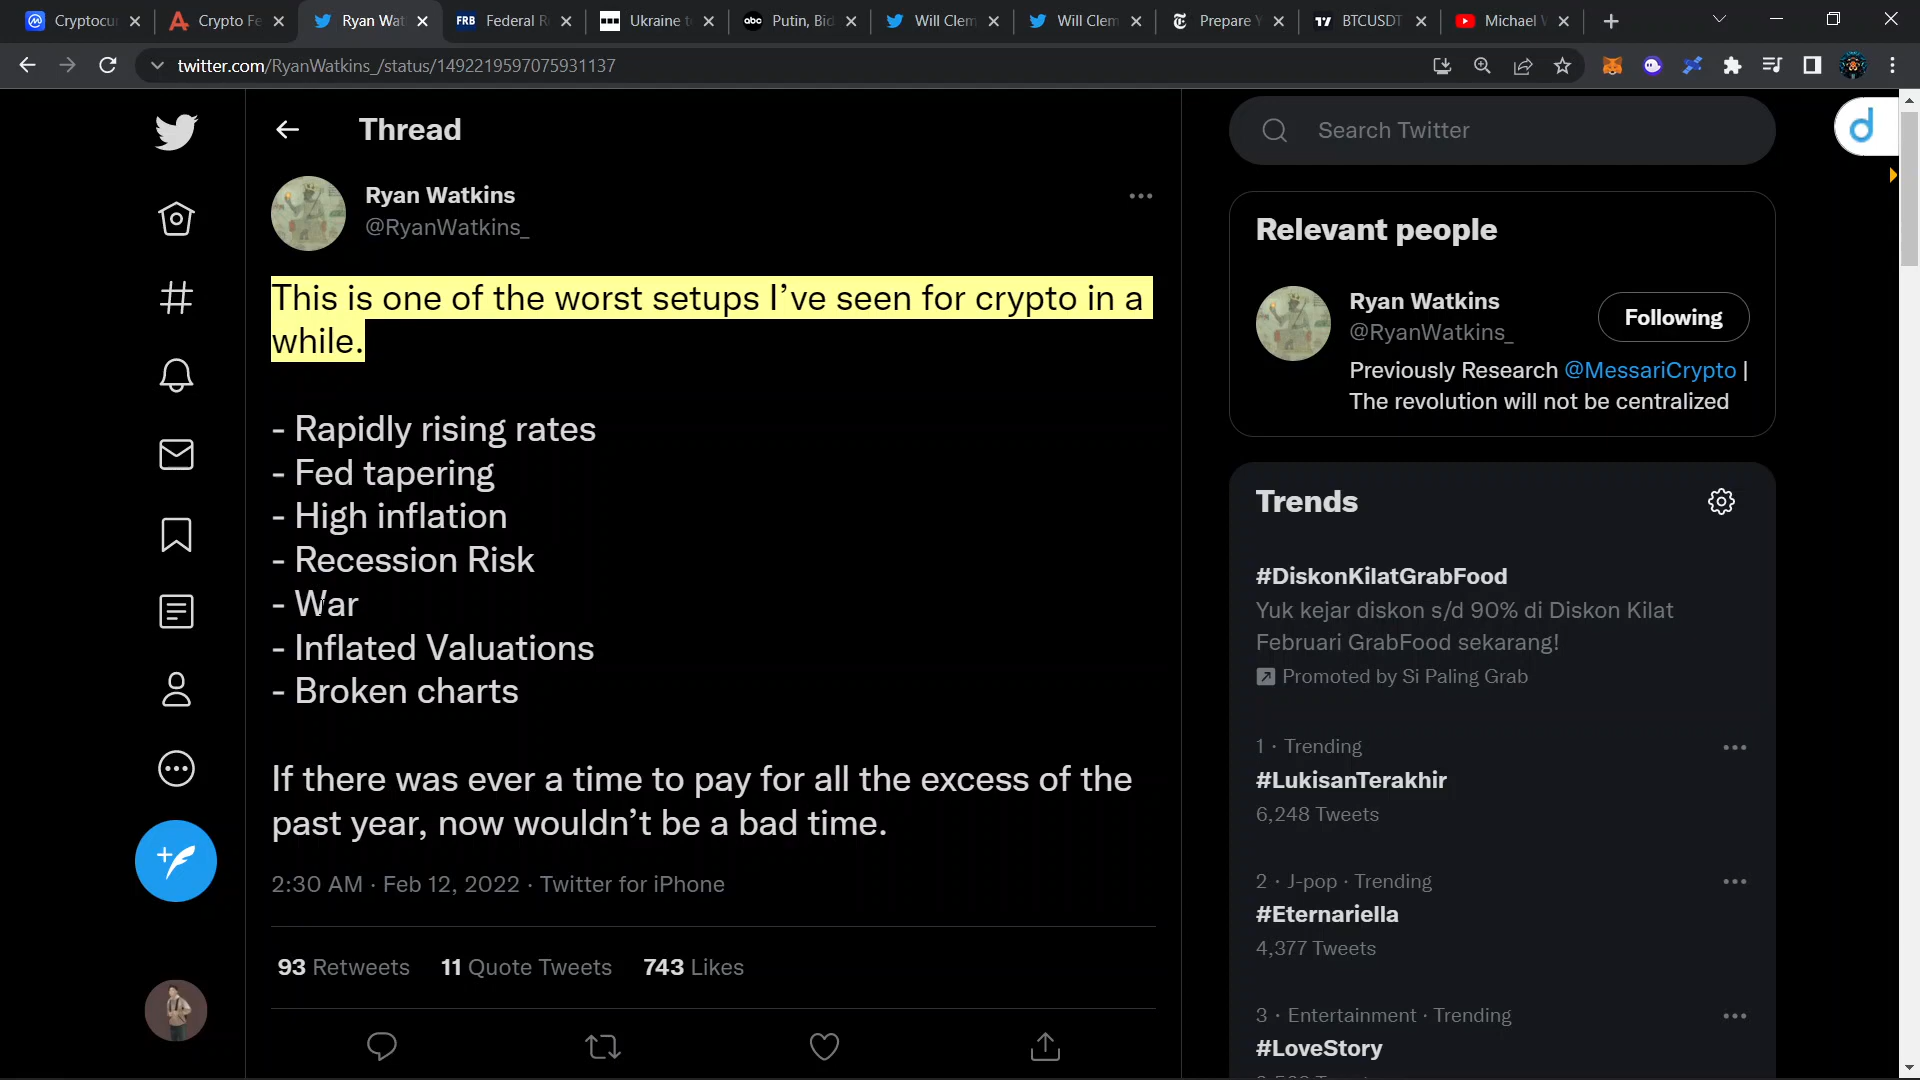 Cryptocu
Crypto Fe
Ryan Wat
FRB
Federal R
Ukraine t
abc
Putin, Bid
Will Clem
Will Clem
Prepare Y
BTCUSDT
Michael
twitter.com/RyanWatkins_/status/1492219597075931137
Thread
Ryan Watkins
@RyanWatkins_
This is one of the worst setups I’ve seen for crypto in a
while.
- Rapidly rising rates
- Fed tapering
- High inflation
- Recession Risk
- War
- Inflated Valuations
- Broken charts
If there was ever a time to pay for all the excess of the
past year, now wouldn’t be a bad time.
2:30 AM · Feb 12, 2022 · Twitter for iPhone
93 Retweets 11 Quote Tweets 743 Likes
Search Twitter
Relevant people
Ryan Watkins
@RyanWatkins_
Following
Previously Research @MessariCrypto |
The revolution will not be centralized
Trends
#DiskonKilatGrabFood
Yuk kejar diskon s/d 90% di Diskon Kilat
Februari GrabFood sekarang!
Promoted by Si Paling Grab
1 · Trending
#LukisanTerakhir
6,248 Tweets
2 · J-pop · Trending
#Eternariella
4,377 Tweets
3 · Entertainment · Trending
#LoveStory